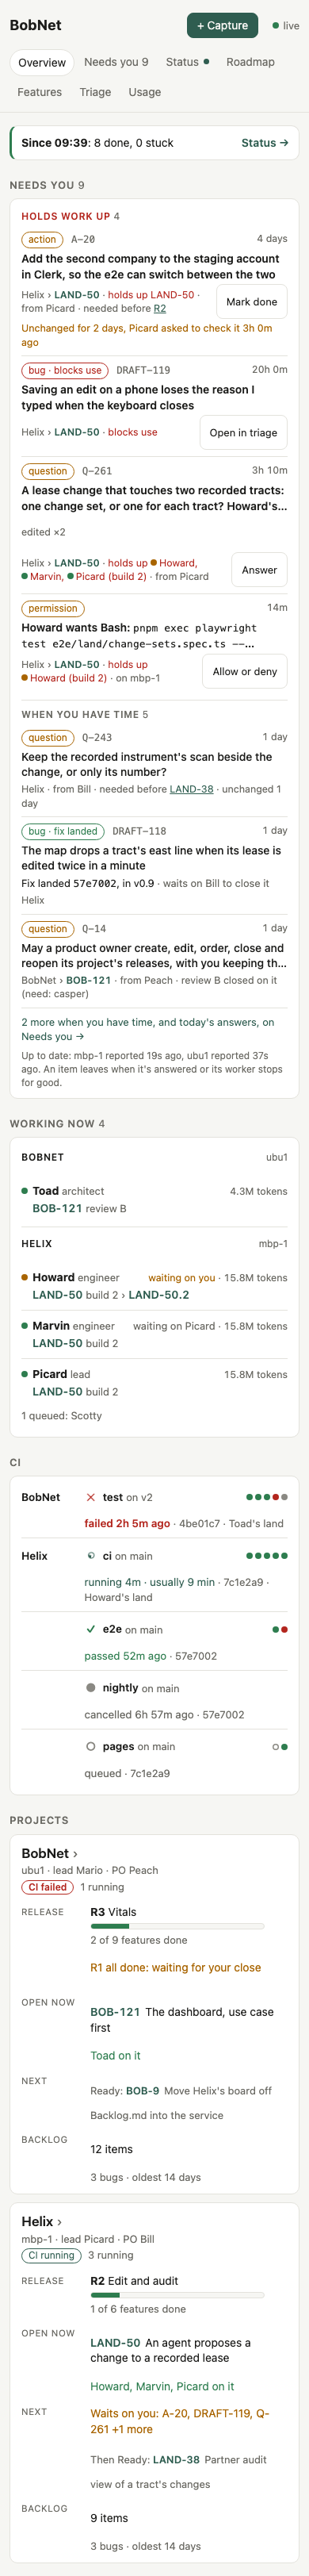 BobNet
+ Capture
live
Overview
Needs you 9
Status
Roadmap
Features
Triage
Usage
Since 09:39: 8 done, 0 stuck
Status →
NEEDS YOU 9
HOLDS WORK UP 4
action A-20 4 days
Add the second company to the staging account
in Clerk, so the e2e can switch between the two
Helix › LAND-50 · holds up LAND-50 ·
from Picard · needed before R2
Mark done
Unchanged for 2 days, Picard asked to check it 3h 0m
ago
bug · blocks use DRAFT-119 20h 0m
Saving an edit on a phone loses the reason I
typed when the keyboard closes
Helix › LAND-50 · blocks use
Open in triage
question Q-261 3h 10m
A lease change that touches two recorded tracts:
one change set, or one for each tract? Howard's...
edited ×2
Helix › LAND-50 · holds up Howard,
Marvin, Picard (build 2) · from Picard
Answer
permission 14m
Howard wants Bash: pnpm exec playwright
test e2e/land/change-sets.spec.ts --...
Helix › LAND-50 · holds up
Howard (build 2) · on mbp-1
Allow or deny
WHEN YOU HAVE TIME 5
question Q-243 1 day
Keep the recorded instrument's scan beside the
change, or only its number?
Helix · from Bill · needed before LAND-38 · unchanged 1
day
bug · fix landed DRAFT-118 1 day
The map drops a tract's east line when its lease is
edited twice in a minute
Fix landed 57e7002, in v0.9 · waits on Bill to close it
Helix
question Q-14 1 day
May a product owner create, edit, order, close and
reopen its project's releases, with you keeping th...
BobNet › BOB-121 · from Peach · review B closed on it
(need: casper)
2 more when you have time, and today's answers, on
Needs you →
Up to date: mbp-1 reported 19s ago, ubu1 reported 37s
ago. An item leaves when it's answered or its worker stops
for good.
WORKING NOW 4
BOBNET ubu1
Toad architect 4.3M tokens
BOB-121 review B
HELIX mbp-1
Howard engineer waiting on you · 15.8M tokens
LAND-50 build 2 › LAND-50.2
Marvin engineer waiting on Picard · 15.8M tokens
LAND-50 build 2
Picard lead 15.8M tokens
LAND-50 build 2
1 queued: Scotty
CI
BobNet test on v2
failed 2h 5m ago · 4be01c7 · Toad's land
Helix ci on main
running 4m · usually 9 min · 7c1e2a9 ·
Howard's land
e2e on main
passed 52m ago · 57e7002
nightly on main
cancelled 6h 57m ago · 57e7002
pages on main
queued · 7c1e2a9
PROJECTS
BobNet ›
ubu1 · lead Mario · PO Peach
CI failed 1 running
RELEASE R3 Vitals
2 of 9 features done
R1 all done: waiting for your close
OPEN NOW
BOB-121 The dashboard, use case
first
Toad on it
NEXT
Ready: BOB-9 Move Helix's board off
Backlog.md into the service
BACKLOG
12 items
3 bugs · oldest 14 days
Helix ›
mbp-1 · lead Picard · PO Bill
CI running 3 running
RELEASE R2 Edit and audit
1 of 6 features done
OPEN NOW
LAND-50 An agent proposes a
change to a recorded lease
Howard, Marvin, Picard on it
NEXT Waits on you: A-20, DRAFT-119, Q-
261 +1 more
Then Ready: LAND-38 Partner audit
view of a tract's changes
BACKLOG
9 items
3 bugs · oldest 14 days